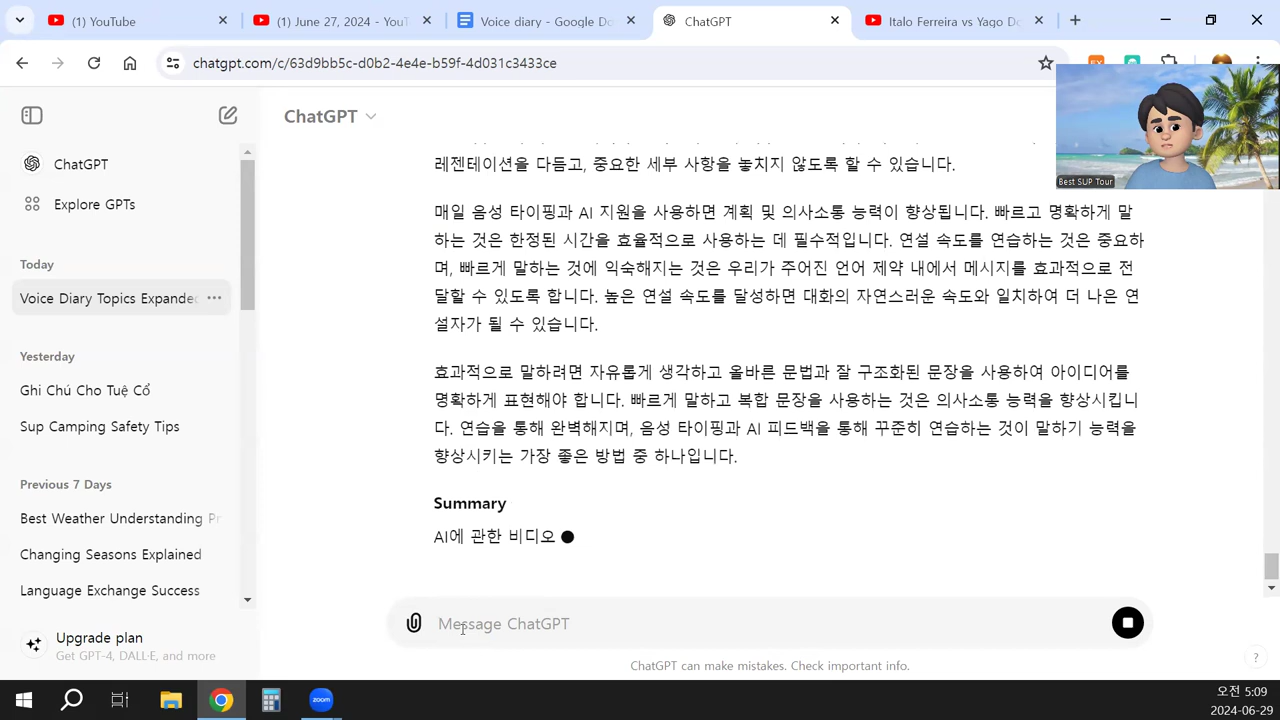 (1) YouTube
(1) June 27, 2024 - YouT
Voice diary - Google Do
ChatGPT
Italo Ferreira vs Yago Do
chatgpt.com/c/63d9bb5c-d0b2-4e4e-b59f-4d031c3433ce
Best SUP Tour
ChatGPT
ChatGPT
Explore GPTs
Today
Voice Diary Topics Expanded
Yesterday
Ghi Chú Cho Tuệ Cổ
Sup Camping Safety Tips
Previous 7 Days
Best Weather Understanding Pr
Changing Seasons Explained
Language Exchange Success
Upgrade plan
Get GPT-4, DALL·E, and more
레젠테이션을 다듬고, 중요한 세부 사항을 놓치지 않도록 할 수 있습니다.
매일 음성 타이핑과 AI 지원을 사용하면 계획 및 의사소통 능력이 향상됩니다. 빠르고 명확하게 말
하는 것은 한정된 시간을 효율적으로 사용하는 데 필수적입니다. 연설 속도를 연습하는 것은 중요하
며, 빠르게 말하는 것에 익숙해지는 것은 우리가 주어진 언어 제약 내에서 메시지를 효과적으로 전
달할 수 있도록 합니다. 높은 연설 속도를 달성하면 대화의 자연스러운 속도와 일치하여 더 나은 연
설자가 될 수 있습니다.
효과적으로 말하려면 자유롭게 생각하고 올바른 문법과 잘 구조화된 문장을 사용하여 아이디어를
명확하게 표현해야 합니다. 빠르게 말하고 복합 문장을 사용하는 것은 의사소통 능력을 향상시킵니
다. 연습을 통해 완벽해지며, 음성 타이핑과 AI 피드백을 통해 꾸준히 연습하는 것이 말하기 능력을
향상시키는 가장 좋은 방법 중 하나입니다.
Summary
AI에 관한 비디오
Message ChatGPT
ChatGPT can make mistakes. Check important info.
?
zoom
오전 5:09
2024-06-29